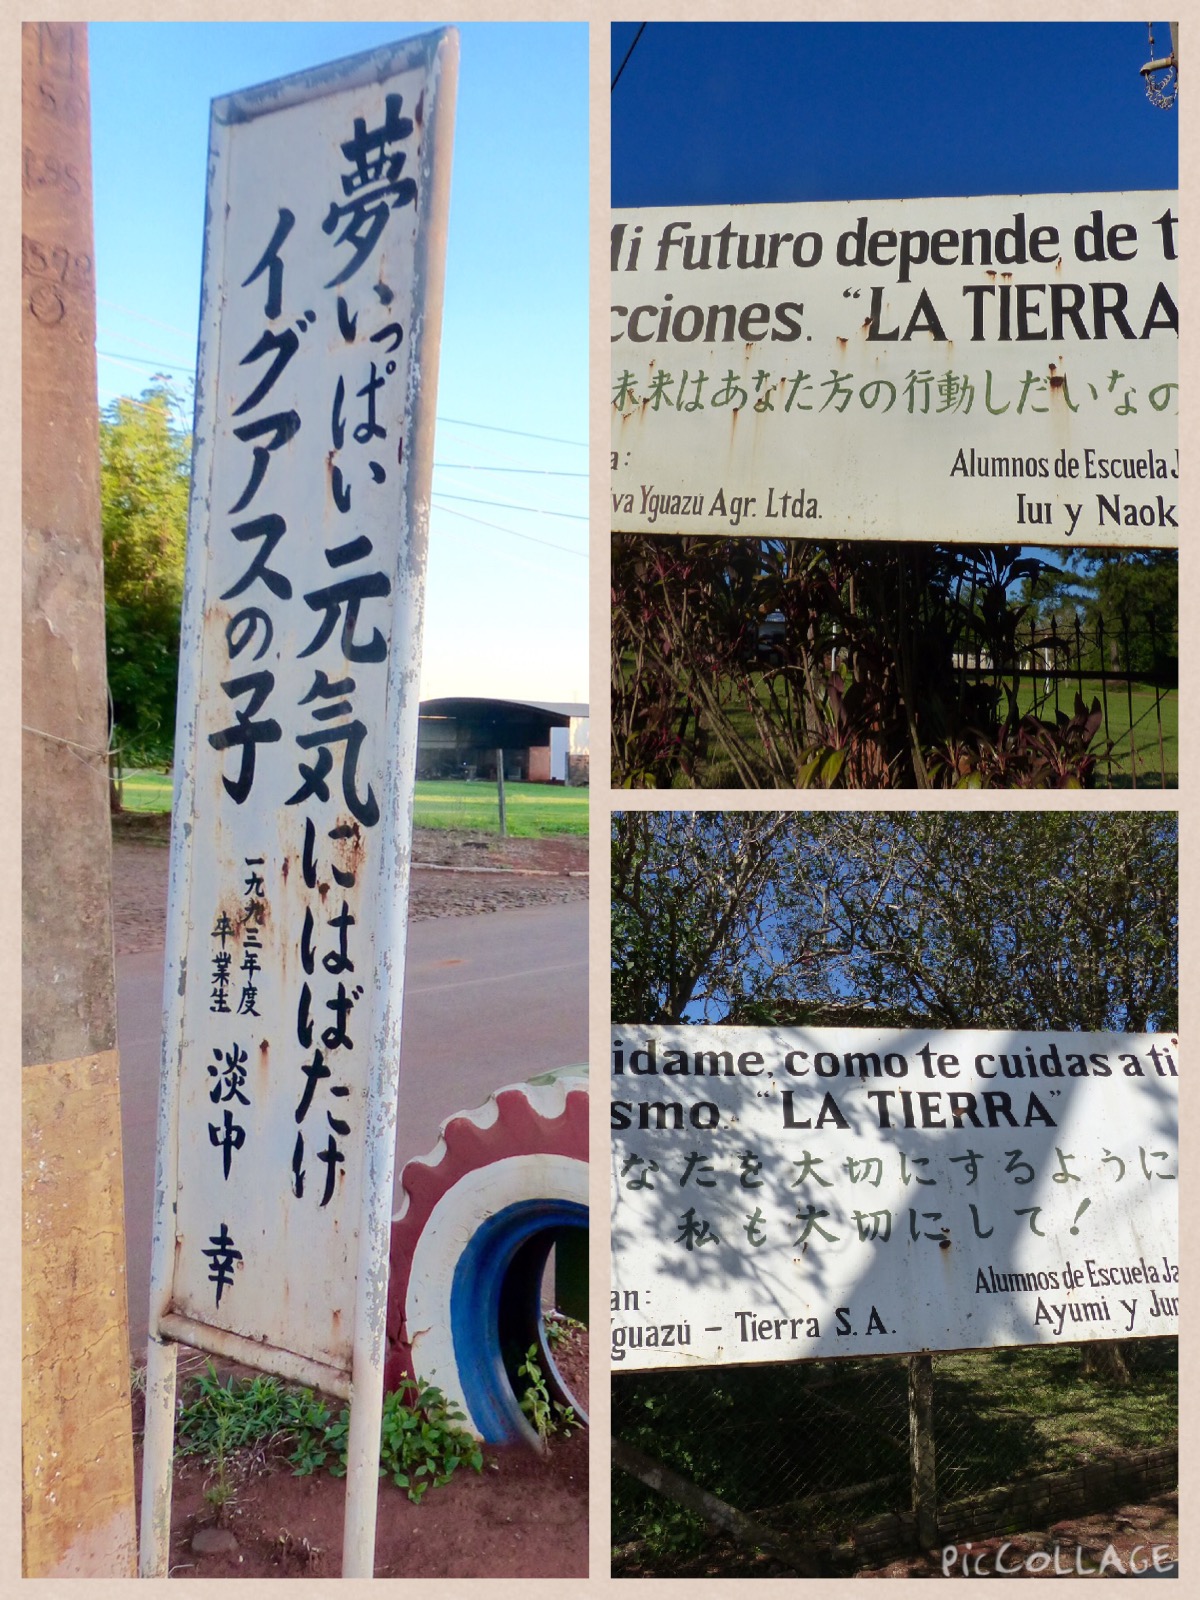 夢いっぱい元気にはばたけ
イグアスの子
一九九三年度
卒業生
淡中 幸
Mi futuro depende de t
cciones. "LA TIERRA
未来はあなた方の行動しだいなの
a:
va Yguazú Agr. Ltda.
Alumnos de Escuela J
Iui y Naok
idame, como te cuidas a ti
smo. "LA TIERRA"
なたを大切にするように
私も大切にして！
an:
guazú - Tierra S.A.
Alumnos de Escuela Ja
Ayumi y Jun
PicCOLLAGE